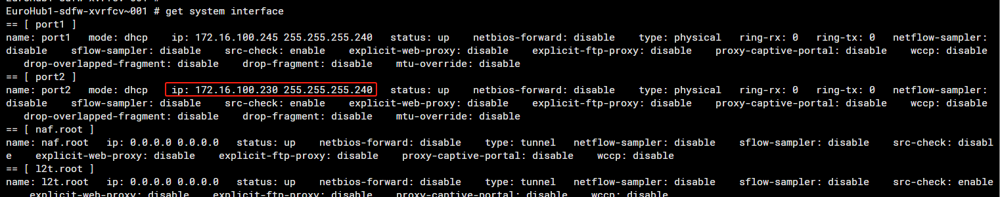 EuroHub1-sdfw-xvrfcv~001 #
EuroHub1-sdfw-xvrfcv~001 # get system interface
== [ port1 ]
name: port1   mode: dhcp    ip: 172.16.100.245 255.255.255.240   status: up    netbios-forward: disable    type: physical   ring-rx: 0   ring-tx: 0   netflow-sampler:
disable    sflow-sampler: disable    src-check: enable    explicit-web-proxy: disable    explicit-ftp-proxy: disable    proxy-captive-portal: disable    wccp: disable
   drop-overlapped-fragment: disable    drop-fragment: disable    mtu-override: disable
== [ port2 ]
name: port2   mode: dhcp    ip: 172.16.100.230 255.255.255.240   status: up    netbios-forward: disable    type: physical   ring-rx: 0   ring-tx: 0   netflow-sampler:
disable    sflow-sampler: disable    src-check: enable    explicit-web-proxy: disable    explicit-ftp-proxy: disable    proxy-captive-portal: disable    wccp: disable
   drop-overlapped-fragment: disable    drop-fragment: disable    mtu-override: disable
== [ naf.root ]
name: naf.root   ip: 0.0.0.0 0.0.0.0   status: up    netbios-forward: disable    type: tunnel   netflow-sampler: disable    sflow-sampler: disable    src-check: disabl
e    explicit-web-proxy: disable    explicit-ftp-proxy: disable    proxy-captive-portal: disable    wccp: disable
== [ l2t.root ]
name: l2t.root   ip: 0.0.0.0 0.0.0.0   status: up    netbios-forward: disable    type: tunnel   netflow-sampler: disable    sflow-sampler: disable    src-check: enable
    explicit-web-proxy: disable    explicit-ftp-proxy: disable    proxy-captive-portal: disable    wccp: disable